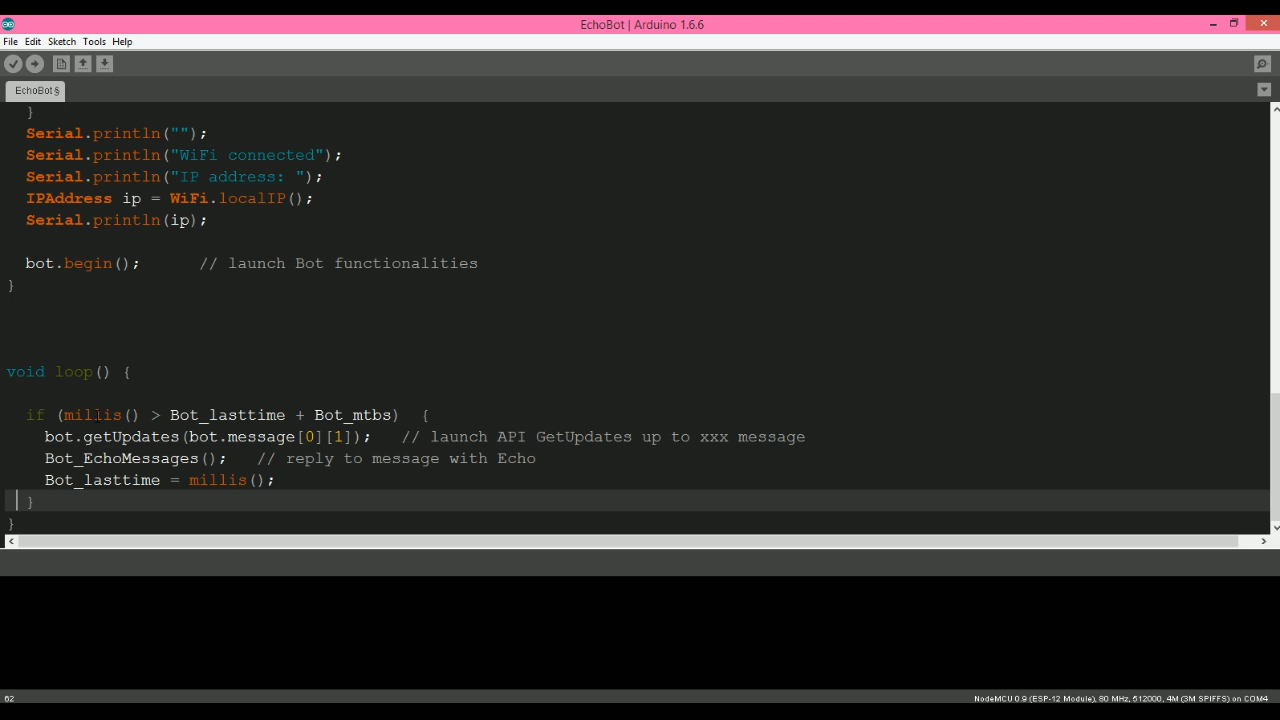 EchoBot | Arduino 1.6.6
File Edit Sketch Tools Help
EchoBot §
}
Serial.println("");
Serial.println("WiFi connected");
Serial.println("IP address: ");
IPAddress ip = WiFi.localIP();
Serial.println(ip);
bot.begin();      // launch Bot functionalities
}
void loop() {
if (millis() > Bot_lasttime + Bot_mtbs)  {
bot.getUpdates(bot.message[0][1]);   // launch API GetUpdates up to xxx message
Bot_EchoMessages();   // reply to message with Echo
Bot_lasttime = millis();
}
}
62
NodeMCU 0.9 (ESP-12 Module), 80 MHz, 512000, 4M (3M SPIFFS) on COM4